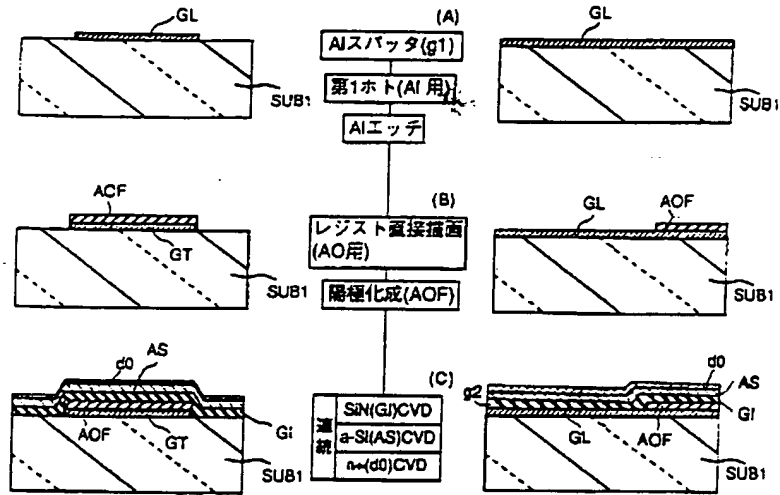 GL
SUB1
(A)
Alスパッタ(g1)
第1ホト(Al用)
Alエッチ
GL
SUB1
ACF
GT
SUB1
(B)
レジスト直接描画
(AO用)
陽極化成(AOF)
GL
AOF
SUB1
d0
AS
GI
AOF
GT
SUB1
(C)
連続
SiN(GI)CVD
a-Si(AS)CVD
n+(d0)CVD
d0
AS
g2
GI
GL
AOF
SUB1